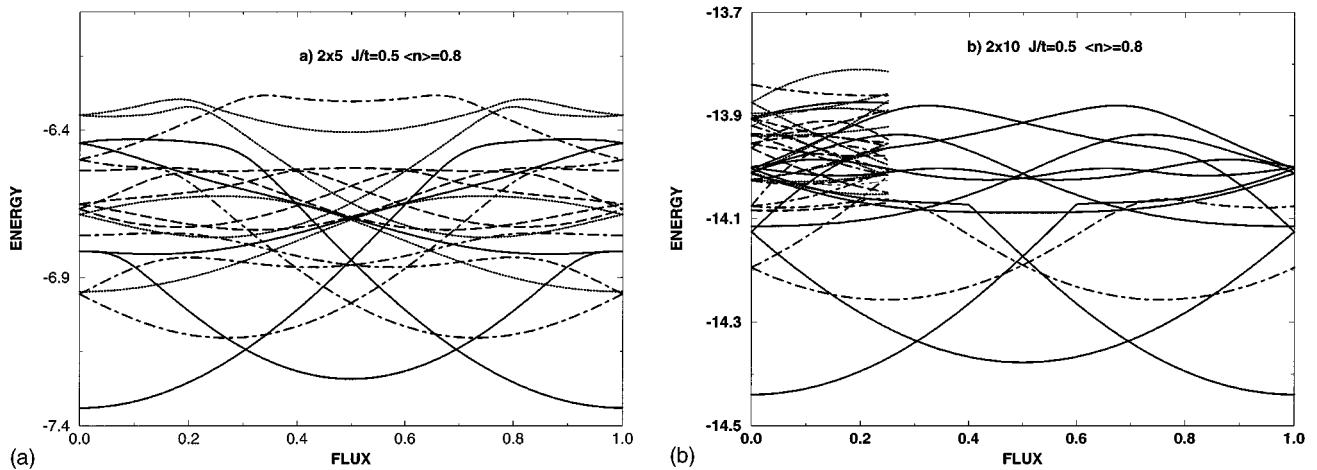 a) 2x5 J/t=0.5 <n>=0.8
-6.4
-6.9
-7.4
ENERGY
0.0 0.2 0.4 0.6 0.8 1.0
FLUX
(a)
b) 2x10 J/t=0.5 <n>=0.8
-13.7
-13.9
-14.1
-14.3
-14.5
ENERGY
0.0 0.2 0.4 0.6 0.8 1.0
FLUX
(b)